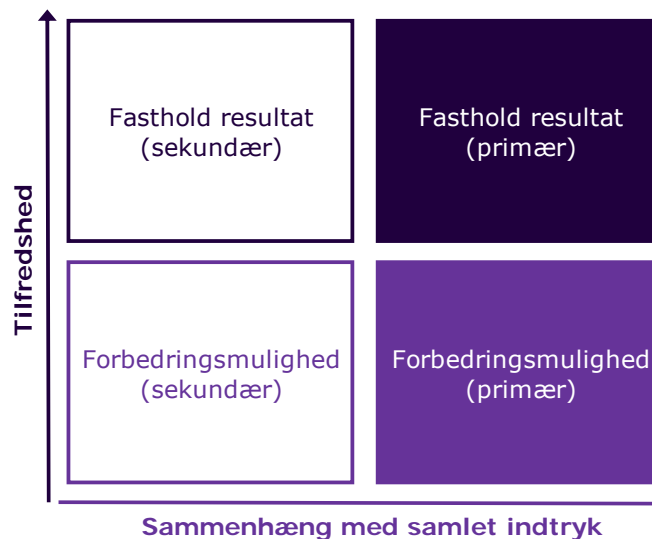 Fasthold resultat
(sekundær)
Fasthold resultat
(primær)
Tilfredshed
Forbedringsmulighed
(sekundær)
Forbedringsmulighed
(primær)
Sammenhæng med samlet indtryk